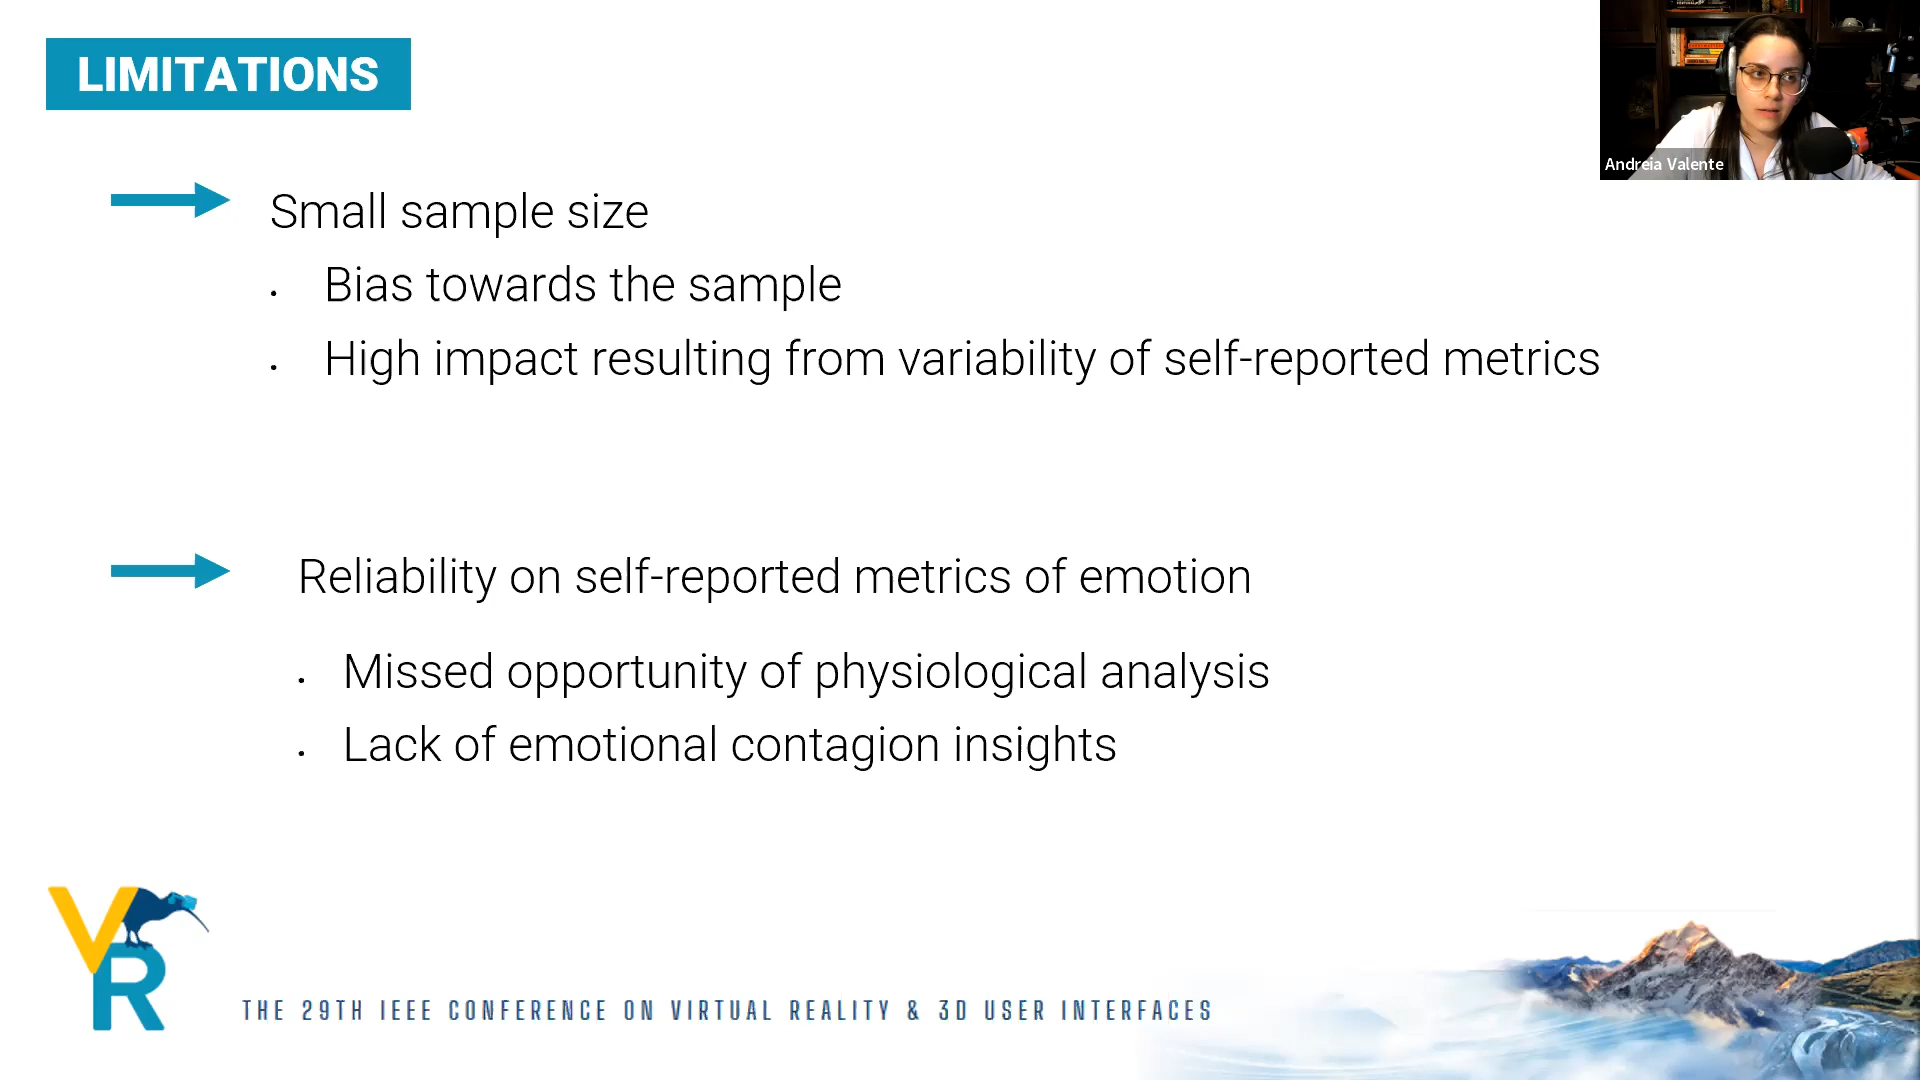 LIMITATIONS
Andreia Valente
Small sample size
• Bias towards the sample
• High impact resulting from variability of self-reported metrics
Reliability on self-reported metrics of emotion
• Missed opportunity of physiological analysis
• Lack of emotional contagion insights
VR
THE 29TH IEEE CONFERENCE ON VIRTUAL REALITY & 3D USER INTERFACES